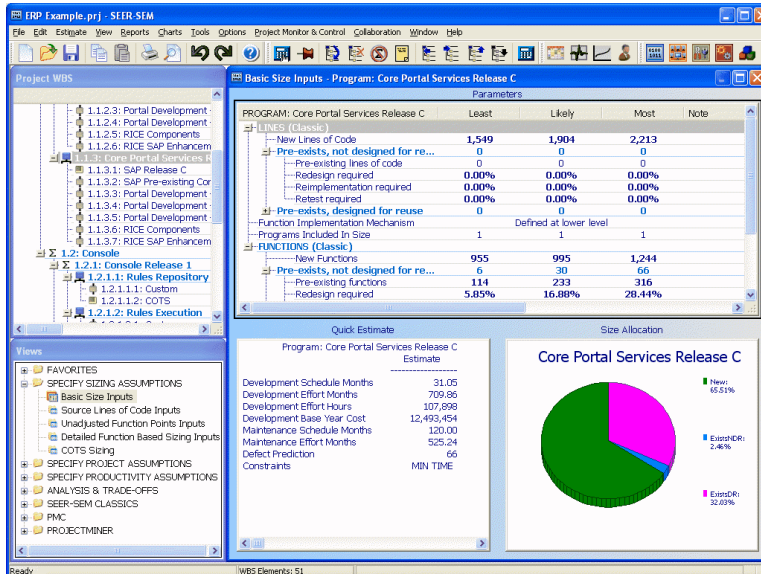 ERP Example.prj - SEER-SEM
File Edit Estimate View Reports Charts Tools Options Project Monitor & Control Collaboration Window Help
Project WBS
1.1.2.3: Portal Development
1.1.2.4: Portal Development
1.1.2.5: RICE Components
1.1.2.6: RICE SAP Enhancem
1.1.3: Core Portal Services R
1.1.3.1: SAP Release C
1.1.3.2: SAP Pre-existing Cor
1.1.3.3: Portal Development
1.1.3.4: Portal Development
1.1.3.5: Portal Development
1.1.3.6: RICE Components
1.1.3.7: RICE SAP Enhancem
Σ 1.2: Console
Σ 1.2.1: Console Release 1
1.2.1.1: Rules Repository
1.2.1.1.1: Custom
1.2.1.1.2: COTS
1.2.1.2: Rules Execution
Views
FAVORITES
SPECIFY SIZING ASSUMPTIONS
Basic Size Inputs
Source Lines of Code Inputs
Unadjusted Function Points Inputs
Detailed Function Based Sizing Inputs
COTS Sizing
SPECIFY PROJECT ASSUMPTIONS
SPECIFY PRODUCTIVITY ASSUMPTIONS
ANALYSIS & TRADE-OFFS
SEER-SEM CLASSICS
PMC
PROJECTMINER
Basic Size Inputs - Program: Core Portal Services Release C
Parameters
PROGRAM: Core Portal Services Release C Least Likely Most Note
LINES (Classic)
New Lines of Code 1,549 1,904 2,213
Pre-exists, not designed for re... 0 0 0
Pre-existing lines of code 0 0 0
Redesign required 0.00% 0.00% 0.00%
Reimplementation required 0.00% 0.00% 0.00%
Retest required 0.00% 0.00% 0.00%
Pre-exists, designed for reuse 0 0 0
Function Implementation Mechanism Defined at lower level
Programs Included In Size 1 1 1
FUNCTIONS (Classic)
New Functions 955 995 1,244
Pre-exists, not designed for re... 6 30 66
Pre-existing functions 114 233 316
Redesign required 5.85% 16.88% 28.44%
Quick Estimate
Program: Core Portal Services Release C
Estimate
-----------------
Development Schedule Months 31.05
Development Effort Months 709.86
Development Effort Hours 107,898
Development Base Year Cost 12,493,454
Maintenance Schedule Months 120.00
Maintenance Effort Months 525.24
Defect Prediction 66
Constraints MIN TIME
Size Allocation
Core Portal Services Release C
New:
65.51%
ExistsNDR:
2.46%
ExistsDR:
32.03%
Ready WBS Elements: 51